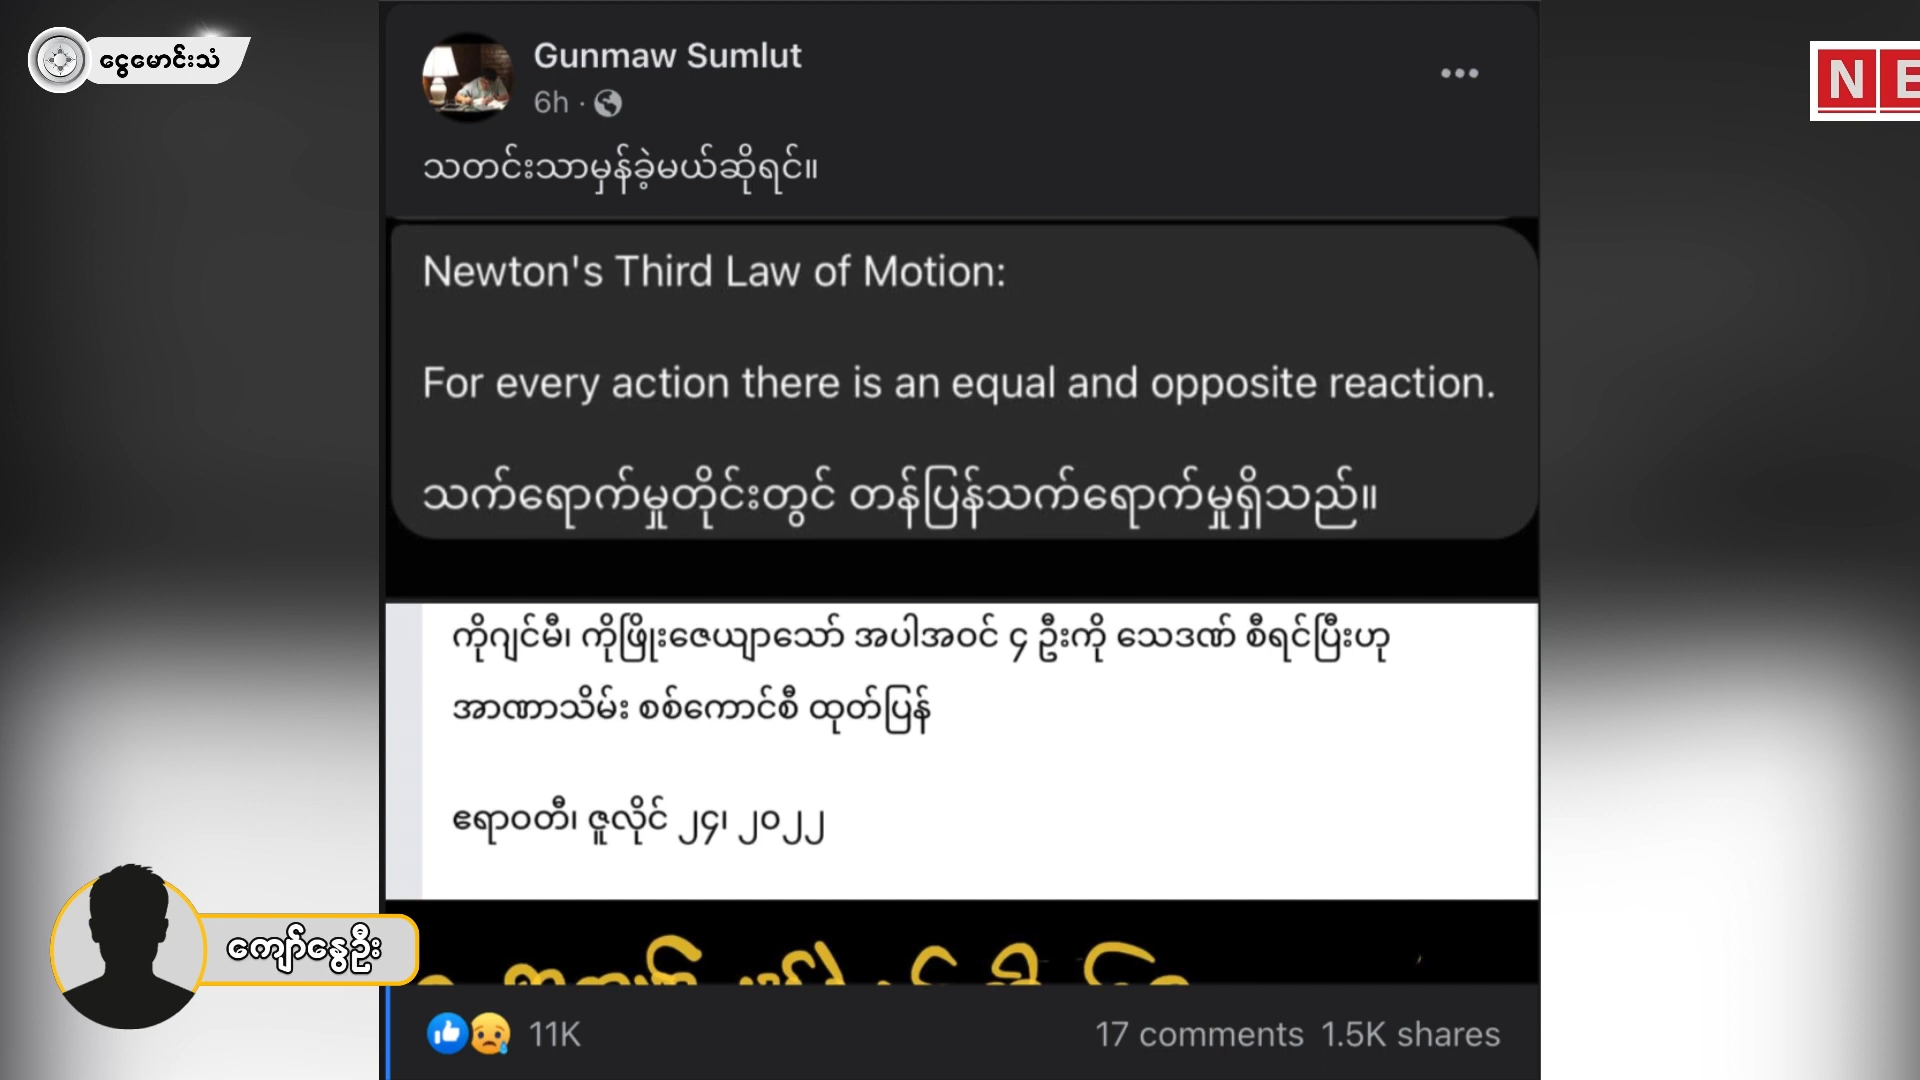 ငွေမောင်းသံ
NE
Gunmaw Sumlut
6h ·
သတင်းသာမှန်ခဲ့မယ်ဆိုရင်။
Newton's Third Law of Motion:
For every action there is an equal and opposite reaction.
သက်ရောက်မှုတိုင်းတွင် တန်ပြန်သက်ရောက်မှုရှိသည်။
ကိုဂျင်မီ၊ ကိုဖြိုးဇေယျာသော် အပါအဝင် ၄ ဦးကို သေဒဏ် စီရင်ပြီးဟု
အာဏာသိမ်း စစ်ကောင်စီ ထုတ်ပြန်
ဧရာဝတီ၊ ဇူလိုင် ၂၄၊ ၂၀၂၂
ကျော်နွေဦး
11K
17 comments 1.5K shares